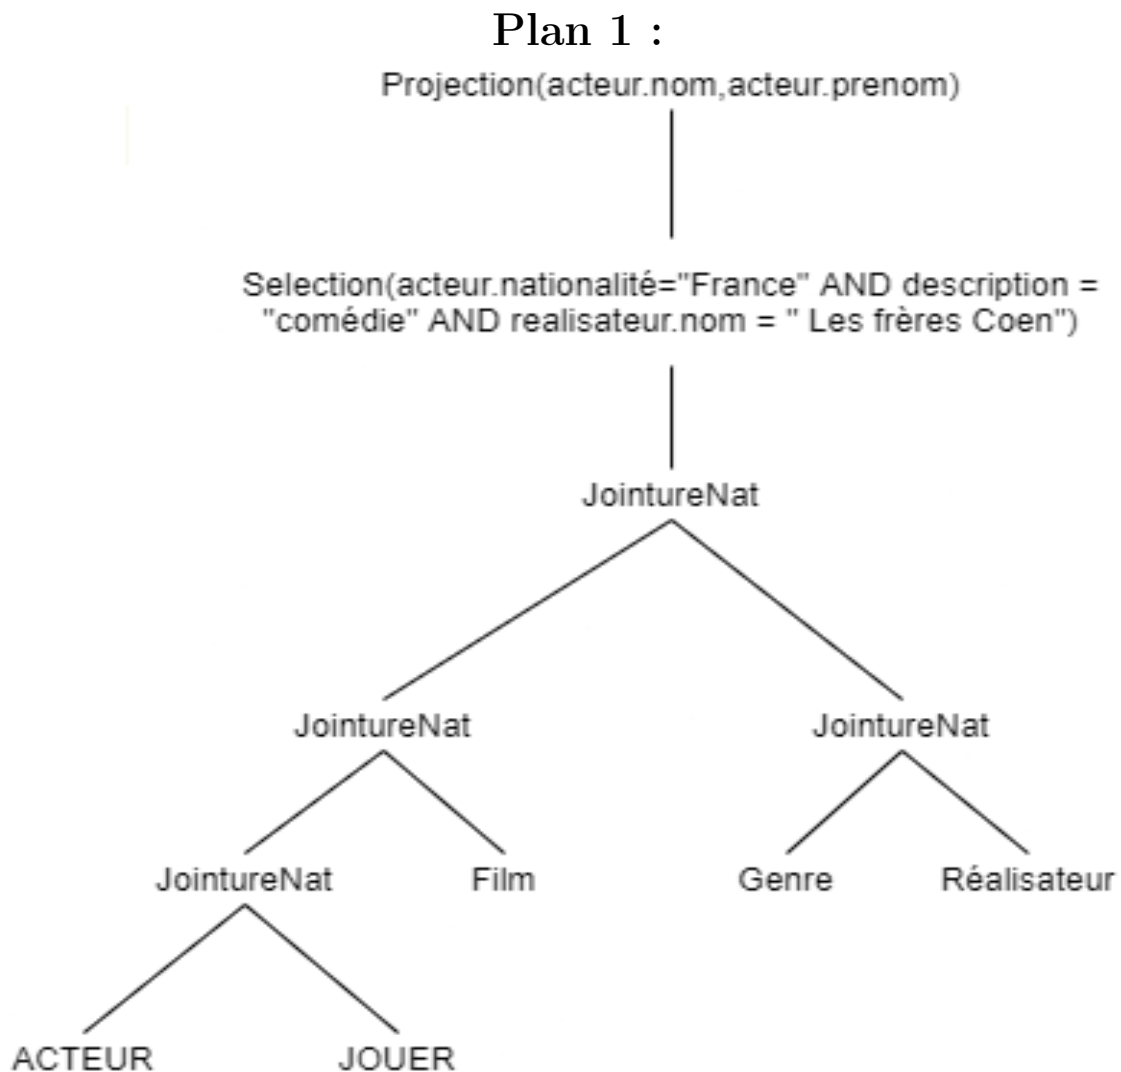 Plan 1 :
Projection(acteur.nom,acteur.prenom)
Selection(acteur.nationalité="France" AND description =
"comédie" AND realisateur.nom = " Les frères Coen")
JointureNat
JointureNat
JointureNat
JointureNat
Film
Genre
Réalisateur
ACTEUR
JOUER